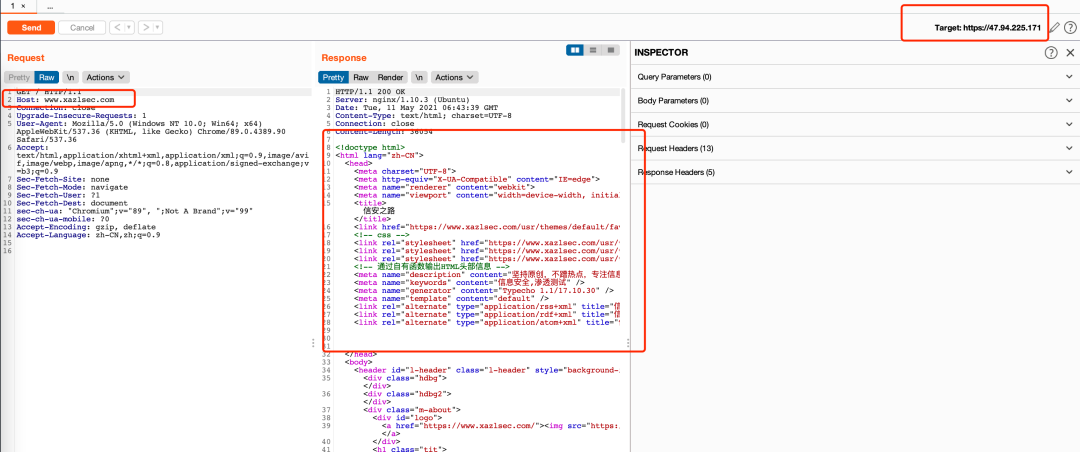 1 ×
...
Send
Cancel
< ∨
> ∨
Target: https://47.94.225.171
Request
Response
INSPECTOR
Pretty
Raw
\n
Actions ∨
Pretty
Raw
Render
\n
Actions ∨
Query Parameters (0)
Body Parameters (0)
Request Cookies (0)
Request Headers (13)
Response Headers (5)
1 GET / HTTP/1.1
2 Host: www.xazlsec.com
3 Connection: close
4 Upgrade-Insecure-Requests: 1
5 User-Agent: Mozilla/5.0 (Windows NT 10.0; Win64; x64)
AppleWebKit/537.36 (KHTML, like Gecko) Chrome/89.0.4389.90
Safari/537.36
6 Accept:
text/html,application/xhtml+xml,application/xml;q=0.9,image/avi
f,image/webp,image/apng,*/*;q=0.8,application/signed-exchange;v
=b3;q=0.9
7 Sec-Fetch-Site: none
8 Sec-Fetch-Mode: navigate
9 Sec-Fetch-User: ?1
10 Sec-Fetch-Dest: document
11 sec-ch-ua: "Chromium";v="89", ";Not A Brand";v="99"
12 sec-ch-ua-mobile: ?0
13 Accept-Encoding: gzip, deflate
14 Accept-Language: zh-CN,zh;q=0.9
15
16
1 HTTP/1.1 200 OK
2 Server: nginx/1.10.3 (Ubuntu)
3 Date: Tue, 11 May 2021 06:43:39 GMT
4 Content-Type: text/html; charset=UTF-8
5 Connection: close
6 Content-Length: 36054
7
8 <!doctype html>
9 <html lang="zh-CN">
10 <head>
11 <meta charset="UTF-8">
12 <meta http-equiv="X-UA-Compatible" content="IE=edge">
13 <meta name="renderer" content="webkit">
14 <meta name="viewport" content="width=device-width, initial
15 <title>
信安之路
</title>
16 <link href="https://www.xazlsec.com/usr/themes/default/fav
17 <!-- css -->
18 <link rel="stylesheet" href="https://www.xazlsec.com/usr/
19 <link rel="stylesheet" href="https://www.xazlsec.com/usr/
20 <link rel="stylesheet" href="https://www.xazlsec.com/usr/
21 <!-- 通过自有函数输出HTML头部信息 -->
22 <meta name="description" content="坚持原创，不蹭热点，专注信息
23 <meta name="keywords" content="信息安全,渗透测试" />
24 <meta name="generator" content="Typecho 1.1/17.10.30" />
25 <meta name="template" content="default" />
26 <link rel="alternate" type="application/rss+xml" title="信
27 <link rel="alternate" type="application/rdf+xml" title="信
28 <link rel="alternate" type="application/atom+xml" title="
29
30
31
32 </head>
33 <body>
34 <header id="l-header" class="l-header" style="background-
35 <div class="hdbg">
</div>
36 <div class="hdbg2">
</div>
37 <div class="m-about">
38 <div id="logo">
39 <a href="https://www.xazlsec.com/"><img src="https:
</a>
40 </div>
41 <h1 class="tit">